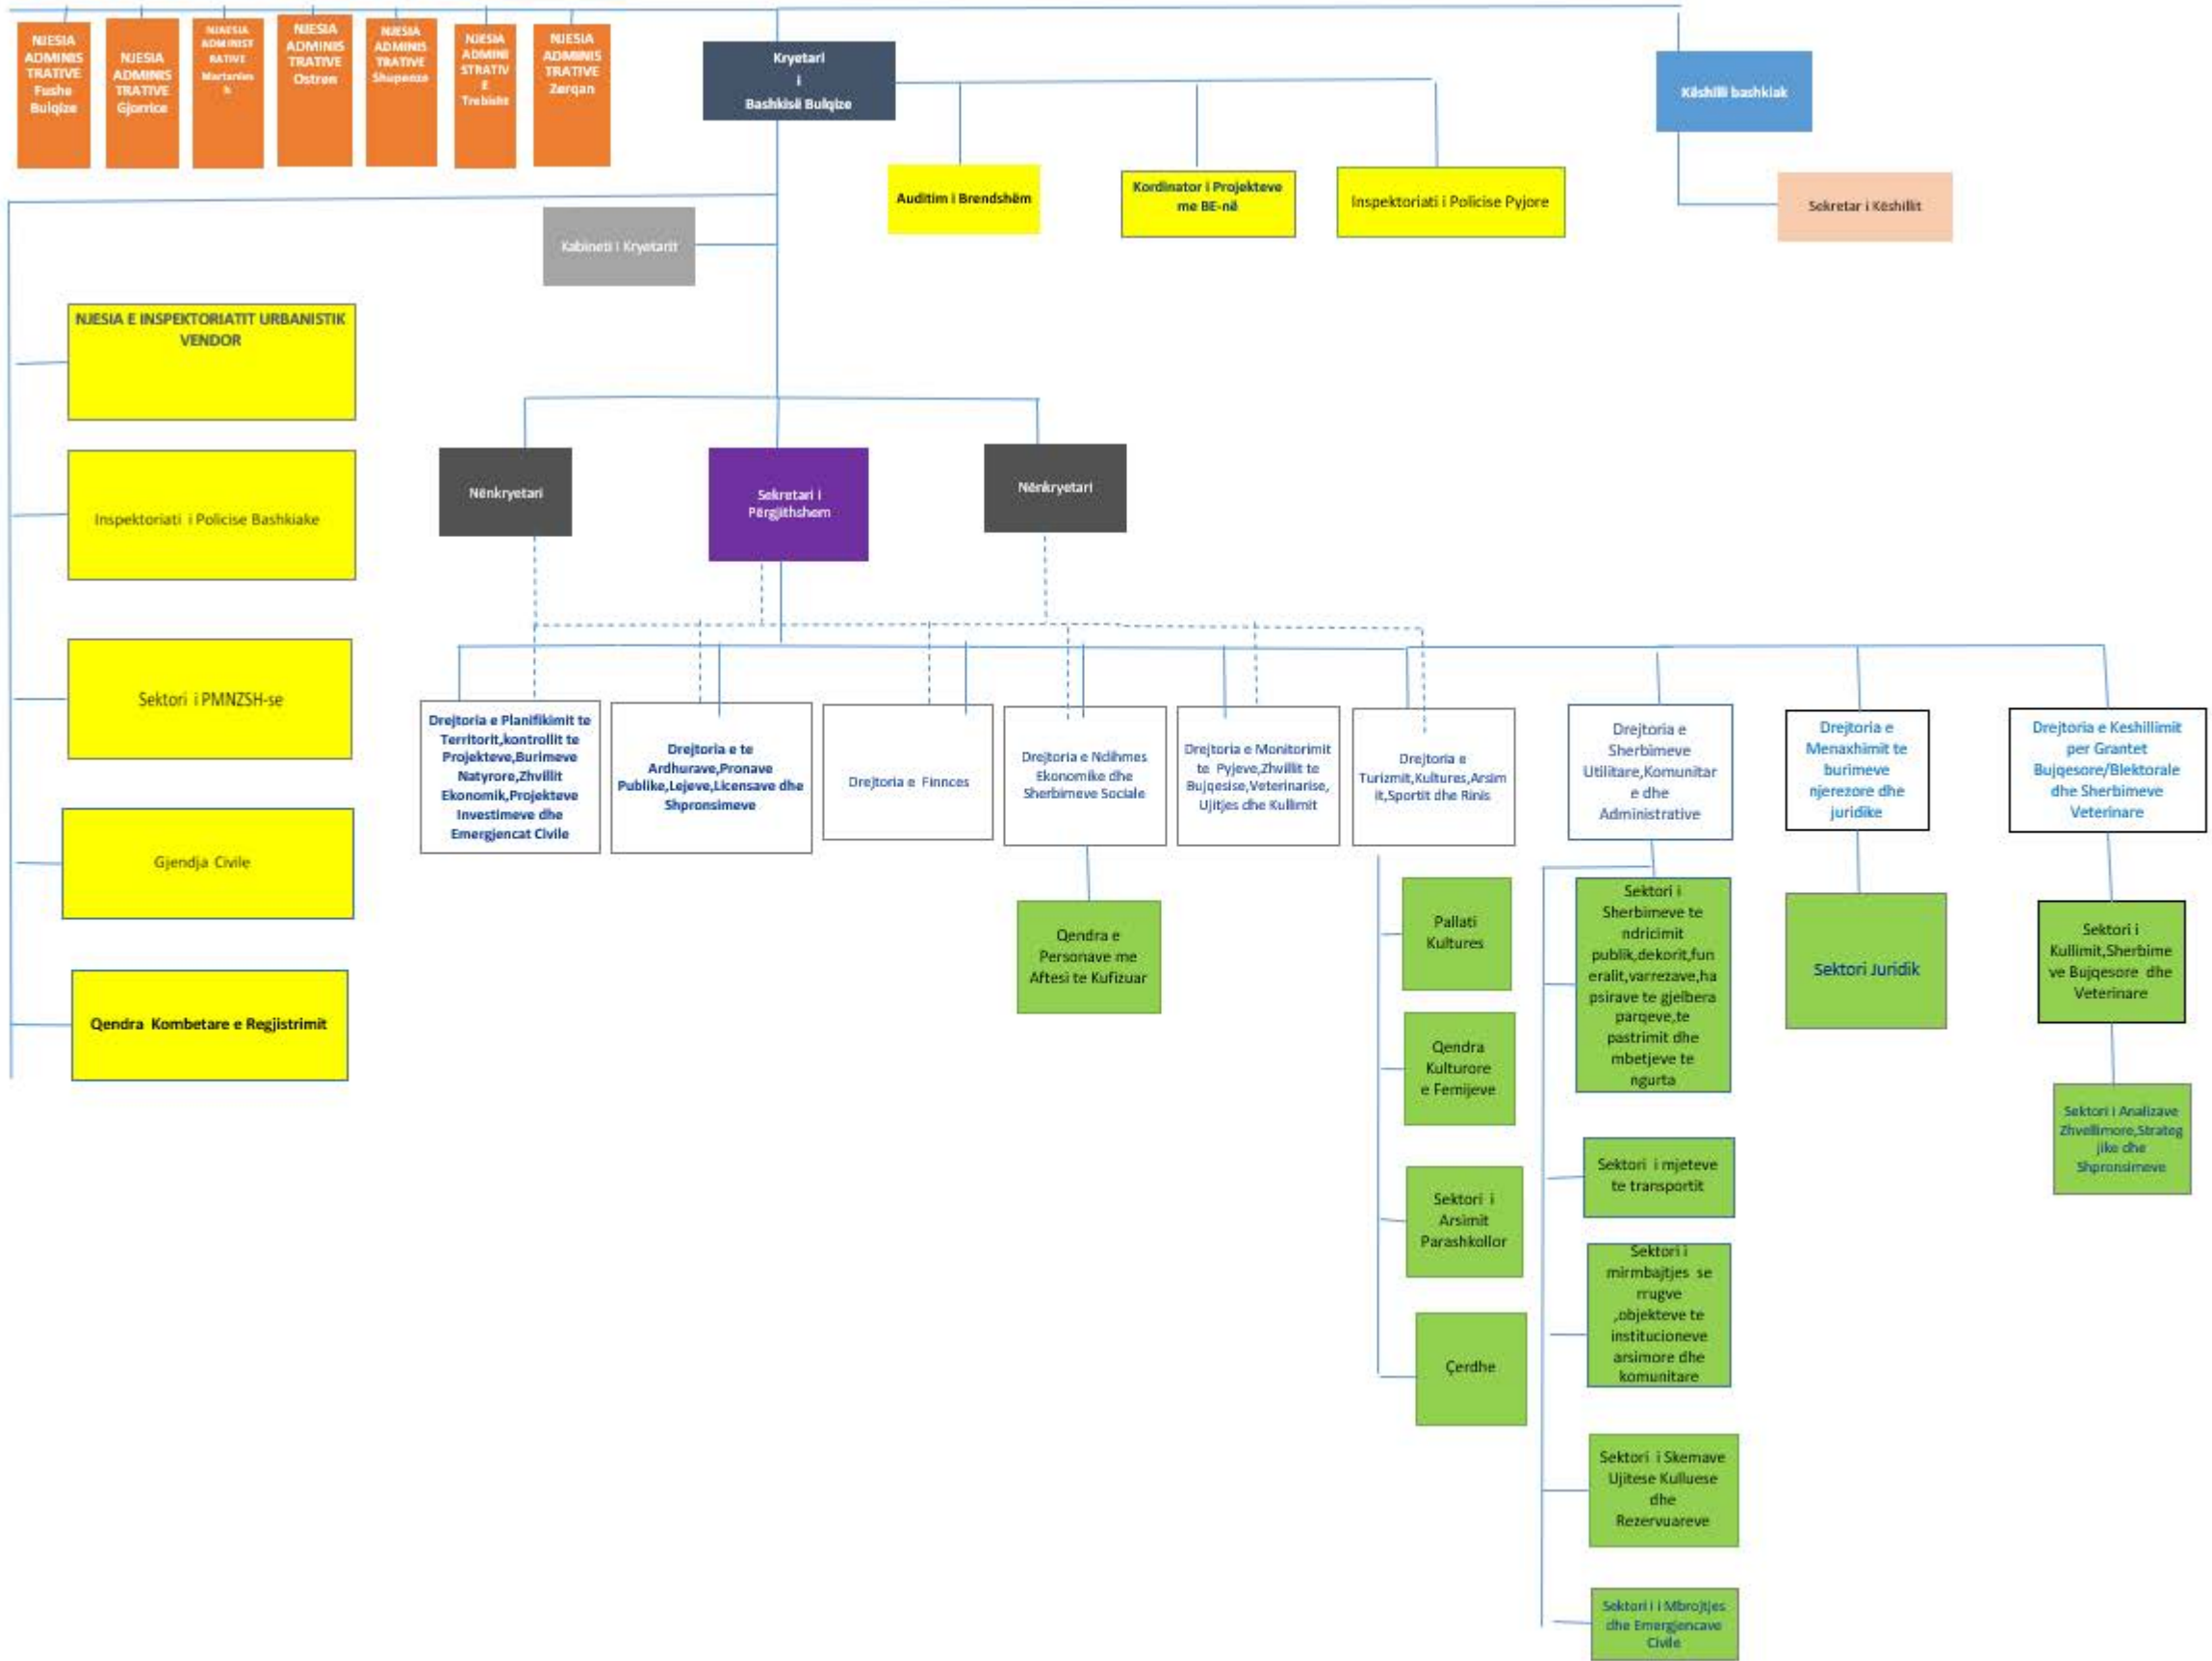 NJESIA
ADMINIS
TRATIVE
Fushe
Bulqize
NJESIA
ADMINIS
TRATIVE
Gjorrice
ADMINIST
RATIVE
NJESIA
ADMINIS
TRATIVE
Ostren
NJESIA
ADMINIS
TRATIVE
Shupenze
NJESIA
ADMINI
STRATIV
E
Trebisht
NJESIA
ADMINIS
TRATIVE
Zerqan
Kryetari
i
Bashkisë Bulqize
Këshilli bashkiak
Auditim i Brendshëm
Kordinator i Projekteve
me BE-në
Inspektoriati i Policise Pyjore
Sekretar i Këshillit
Kabineti i Kryetarit
NJESIA E INSPEKTORIATIT URBANISTIK
VENDOR
Inspektoriati i Policise Bashkiake
Sektori i PMNZSH-se
Gjendja Civile
Qendra Kombetare e Regjistrimit
Nënkryetari
Sekretari i
Përgjithshem
Nënkryetari
Drejtoria e Planifikimit te
Territorit,kontrollit te
Projekteve,Burimeve
Natyrore,Zhvillit
Ekonomik,Projekteve
Investimeve dhe
Emergjencat Civile
Drejtoria e te
Ardhurave,Pronave
Publike,Lejeve,Licensave dhe
Shpronsimeve
Drejtoria e Finnces
Drejtoria e Ndihmes
Ekonomike dhe
Sherbimeve Sociale
Drejtoria e Monitorimit
te Pyjeve,Zhvillit te
Bujqesise,Veterinarise,
Ujitjes dhe Kullimit
Drejtoria e
Turizmit,Kultures,Arsim
it,Sportit dhe Rinis
Drejtoria e
Sherbimeve
Utilitare,Komunitar
e dhe
Administrative
Drejtoria e
Menaxhimit te
burimeve
njerezore dhe
juridike
Drejtoria e Keshillimit
per Grantet
Bujqesore/Blektorale
dhe Sherbimeve
Veterinare
Qendra e
Personave me
Aftesi te Kufizuar
Pallati
Kultures
Qendra
Kulturore
e Femijeve
Sektori i
Arsimit
Parashkollor
Çerdhe
Sektori i
Sherbimeve te
ndricimit
publik,dekorit,fun
eralit,varrezave,ha
psirave te gjelbera
parqeve,te
pastrimit dhe
mbetjeve te
ngurta
Sektori i mjeteve
te transportit
Sektori i
mirmbajtjes se
rrugve
,objekteve te
institucioneve
arsimore dhe
komunitare
Sektori i Skemave
Ujitese Kulluese
dhe
Rezervuareve
Sektori i i Mbrojtjes
dhe Emergjencave
Civile
Sektori Juridik
Sektori i
Kullimit,Sherbime
ve Bujqesore dhe
Veterinare
Sektori i Analizave
Zhvellimore,Strateg
jike dhe
Shpronsimeve